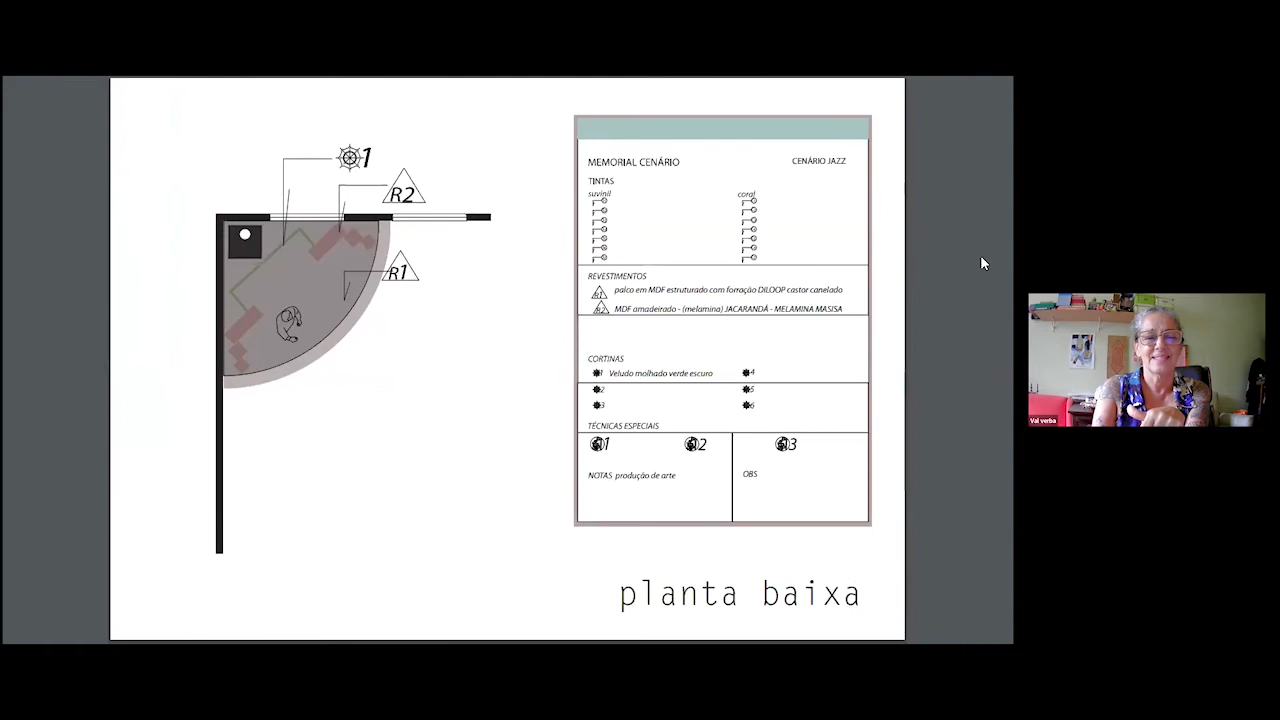 1
R2
R1
MEMORIAL CENÁRIO
CENÁRIO JAZZ
TINTAS
suvinil
coral
REVESTIMENTOS
R1 palco em MDF estruturado com forração DILOOP castor canelado
R2 MDF amadeirado - (melamina) JACARANDÁ - MELAMINA MASISA
CORTINAS
1 Veludo molhado verde escuro
4
2
5
3
6
TÉCNICAS ESPECIAIS
1
2
3
NOTAS produção de arte
OBS
planta baixa
Val verba